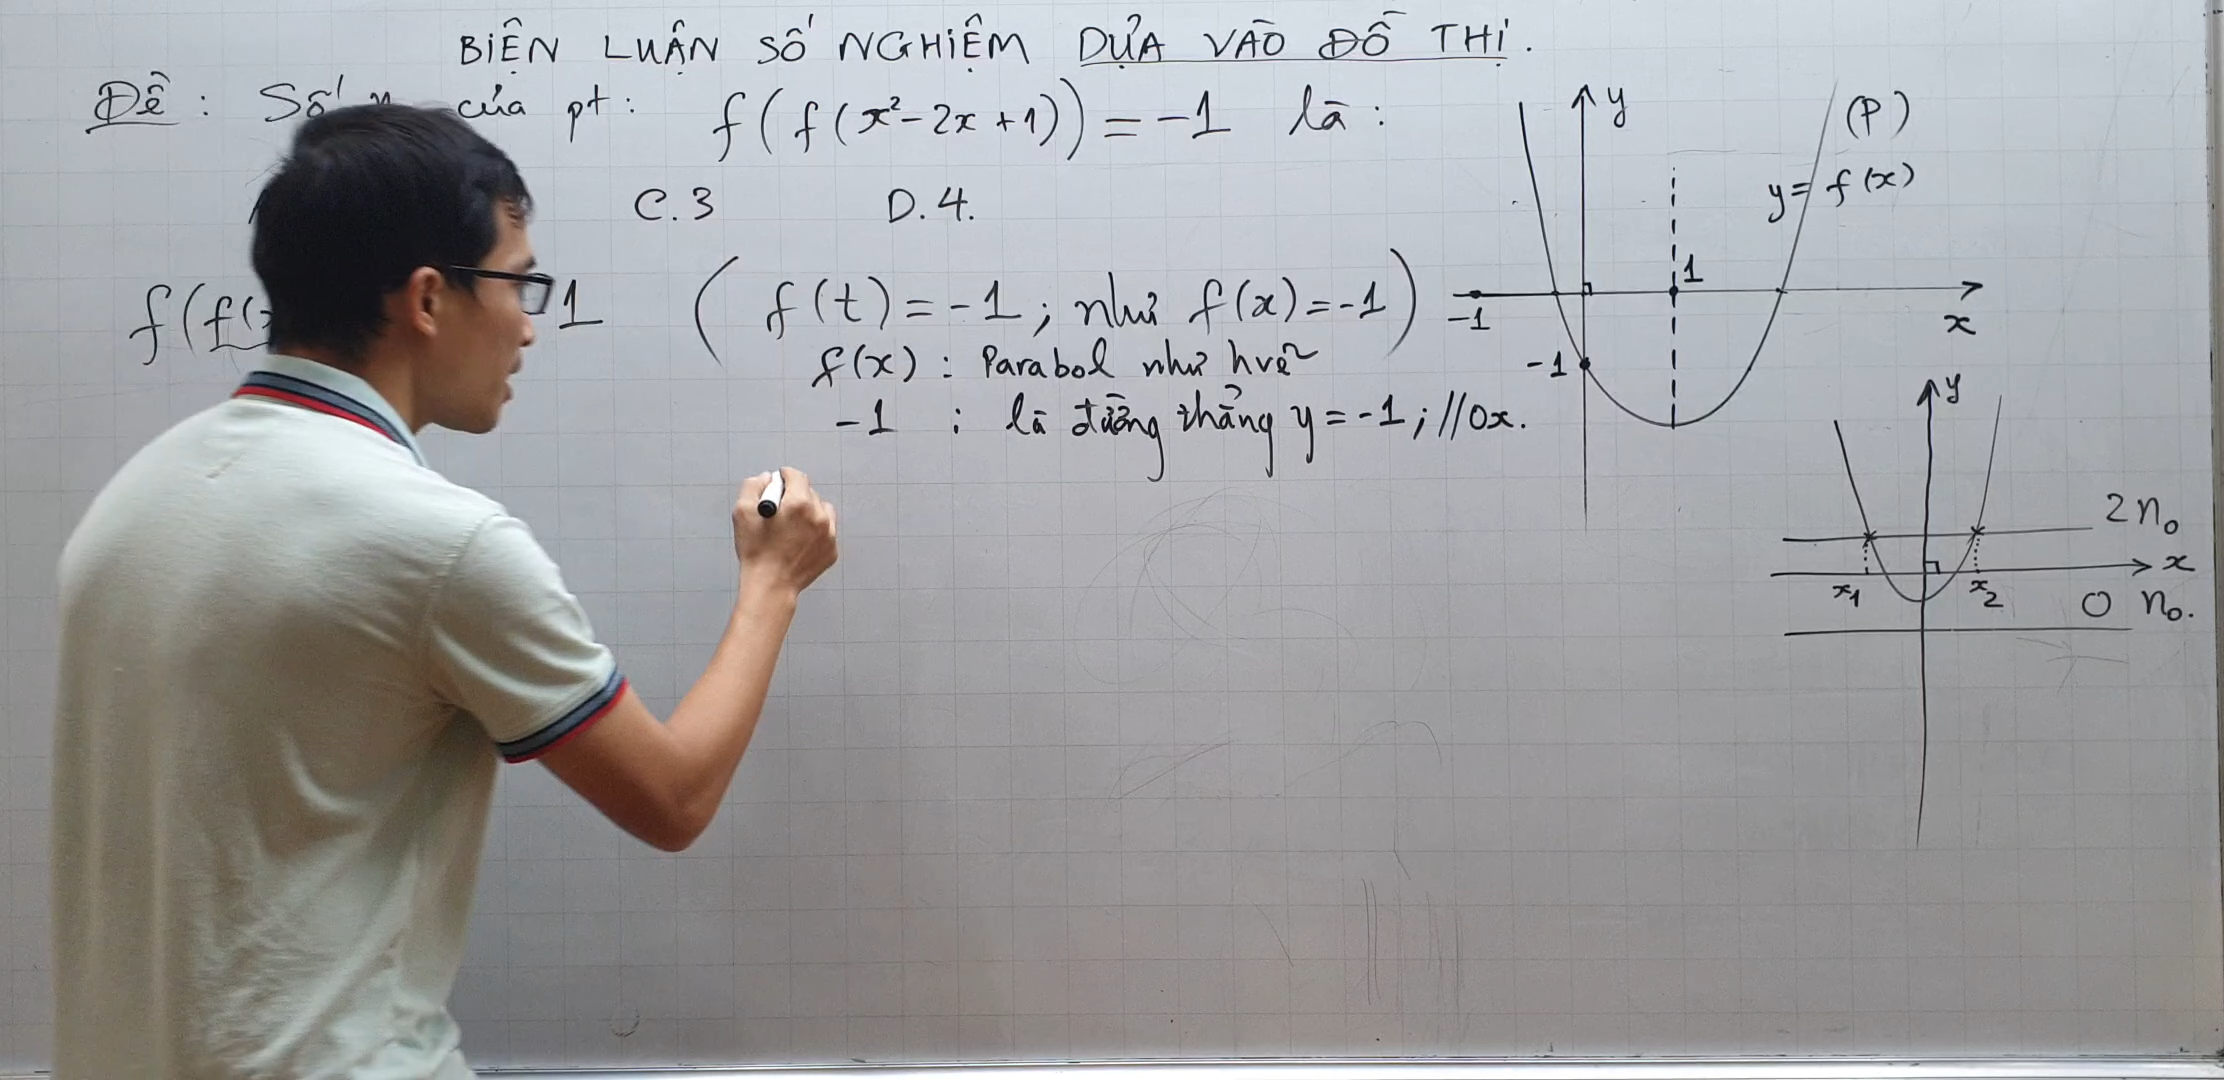 BIỆN LUẬN SỐ NGHIỆM DỰA VÀO ĐỒ THỊ.
Đề: Số của pt: f(f(x²-2x+1)) = -1 là:
C. 3 D. 4.
f(f( 1 ( f(t) = -1; như f(x) = -1 )
f(x) : Parabol như hvẽ
-1 : là đường thẳng y = -1; //Ox.
y
(P)
y = f(x)
1
-1
x
-1
y
2 n₀
x
x₁ x₂
0 n₀.